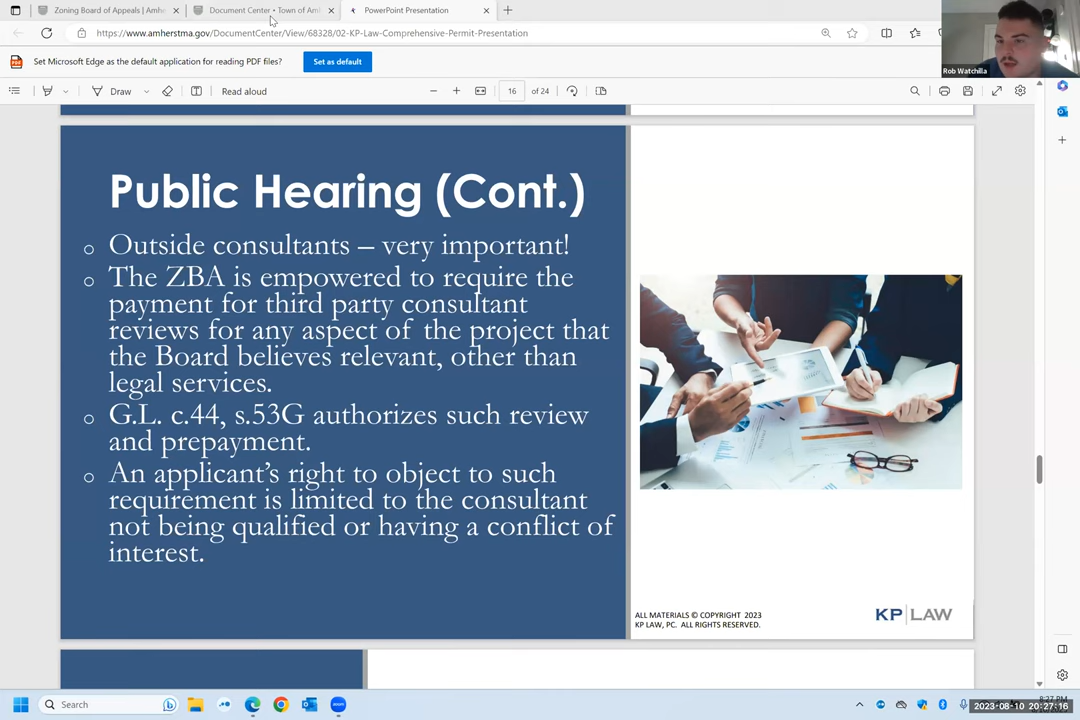 Zoning Board of Appeals | Amhe
Document Center • Town of Am
PowerPoint Presentation
https://www.amherstma.gov/DocumentCenter/View/68328/02-KP-Law-Comprehensive-Permit-Presentation
Set Microsoft Edge as the default application for reading PDF files?
Set as default
Rob Watchilla
Draw
Read aloud
16
of 24
Public Hearing (Cont.)
Outside consultants – very important!
The ZBA is empowered to require the
payment for third party consultant
reviews for any aspect of the project that
the Board believes relevant, other than
legal services.
G.L. c.44, s.53G authorizes such review
and prepayment.
An applicant's right to object to such
requirement is limited to the consultant
not being qualified or having a conflict of
interest.
ALL MATERIALS © COPYRIGHT 2023
KP LAW, PC. ALL RIGHTS RESERVED.
KP | LAW
Search
8:27 PM
2023-08-10 20:27:16